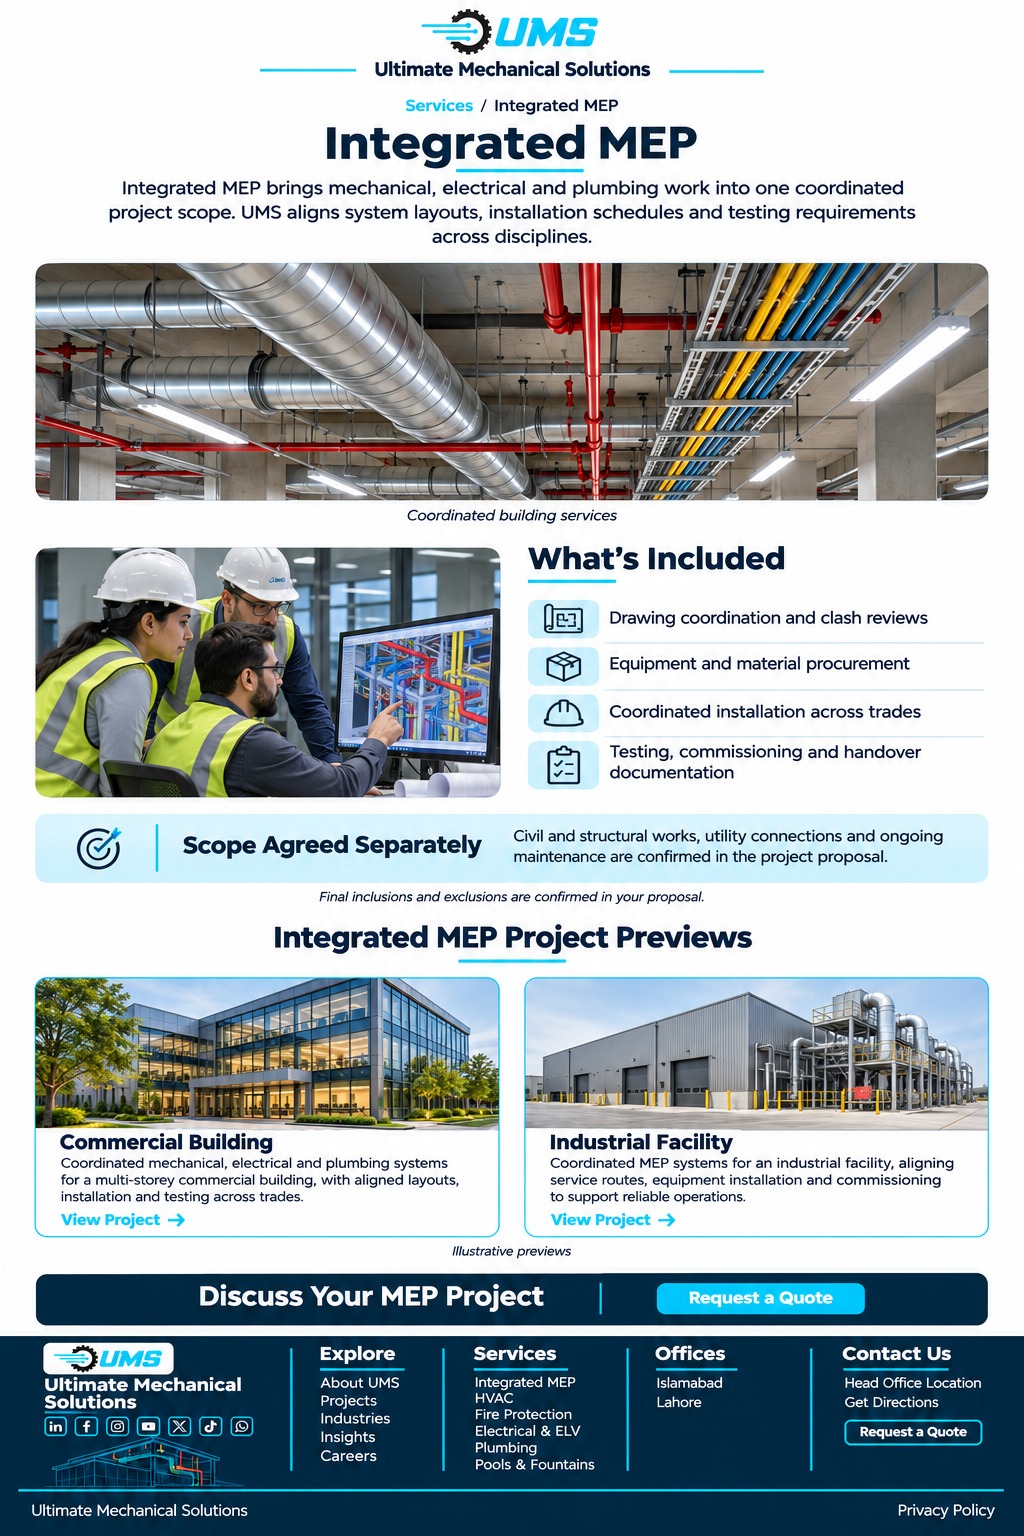 UMS
Ultimate Mechanical Solutions
Services / Integrated MEP
Integrated MEP
Integrated MEP brings mechanical, electrical and plumbing work into one coordinated
project scope. UMS aligns system layouts, installation schedules and testing requirements
across disciplines.
Coordinated building services
What's Included
Drawing coordination and clash reviews
Equipment and material procurement
Coordinated installation across trades
Testing, commissioning and handover
documentation
Scope Agreed Separately
Civil and structural works, utility connections and ongoing
maintenance are confirmed in the project proposal.
Final inclusions and exclusions are confirmed in your proposal.
Integrated MEP Project Previews
Commercial Building
Coordinated mechanical, electrical and plumbing systems
for a multi-storey commercial building, with aligned layouts,
installation and testing across trades.
View Project →
Industrial Facility
Coordinated MEP systems for an industrial facility, aligning
service routes, equipment installation and commissioning
to support reliable operations.
View Project →
Illustrative previews
Discuss Your MEP Project
Request a Quote
UMS
Ultimate Mechanical
Solutions
Explore
About UMS
Projects
Industries
Insights
Careers
Services
Integrated MEP
HVAC
Fire Protection
Electrical & ELV
Plumbing
Pools & Fountains
Offices
Islamabad
Lahore
Contact Us
Head Office Location
Get Directions
Request a Quote
Ultimate Mechanical Solutions
Privacy Policy